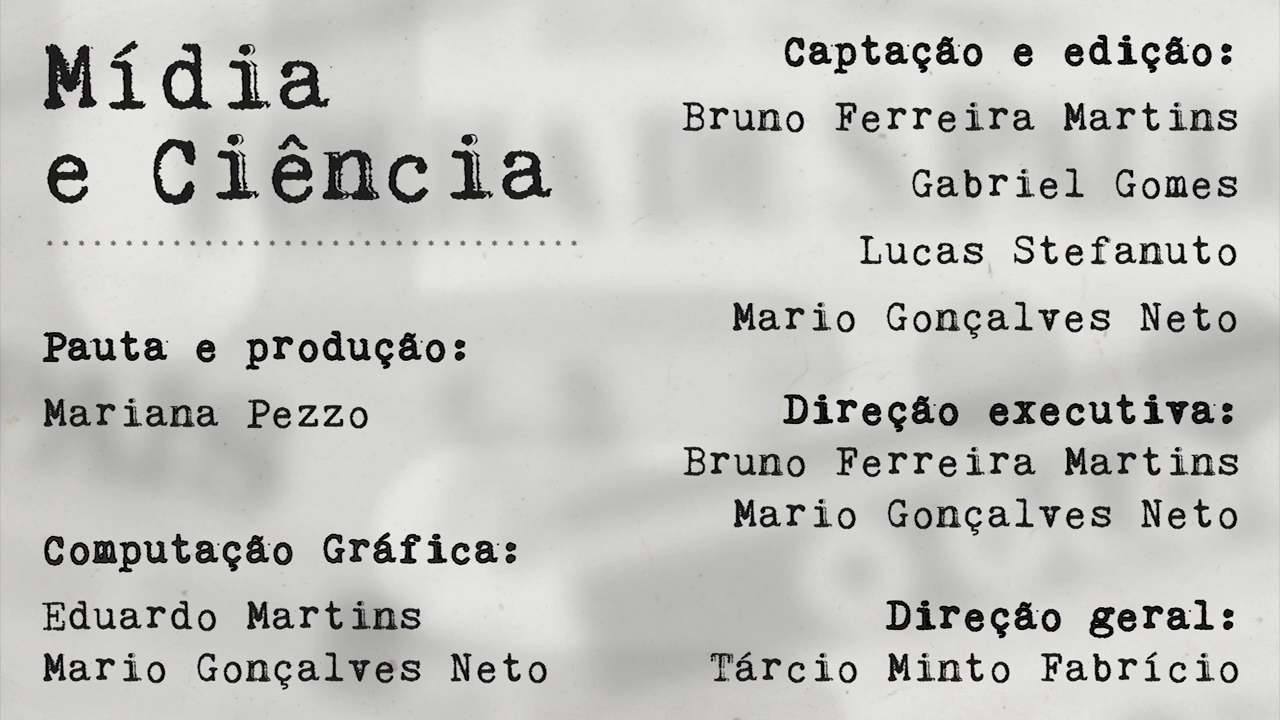 Mídia
e Ciência
Pauta e produção:
Mariana Pezzo
Computação Gráfica:
Eduardo Martins
Mario Gonçalves Neto
Captação e edição:
Bruno Ferreira Martins
Gabriel Gomes
Lucas Stefanuto
Mario Gonçalves Neto
Direção executiva:
Bruno Ferreira Martins
Mario Gonçalves Neto
Direção geral:
Tárcio Minto Fabrício